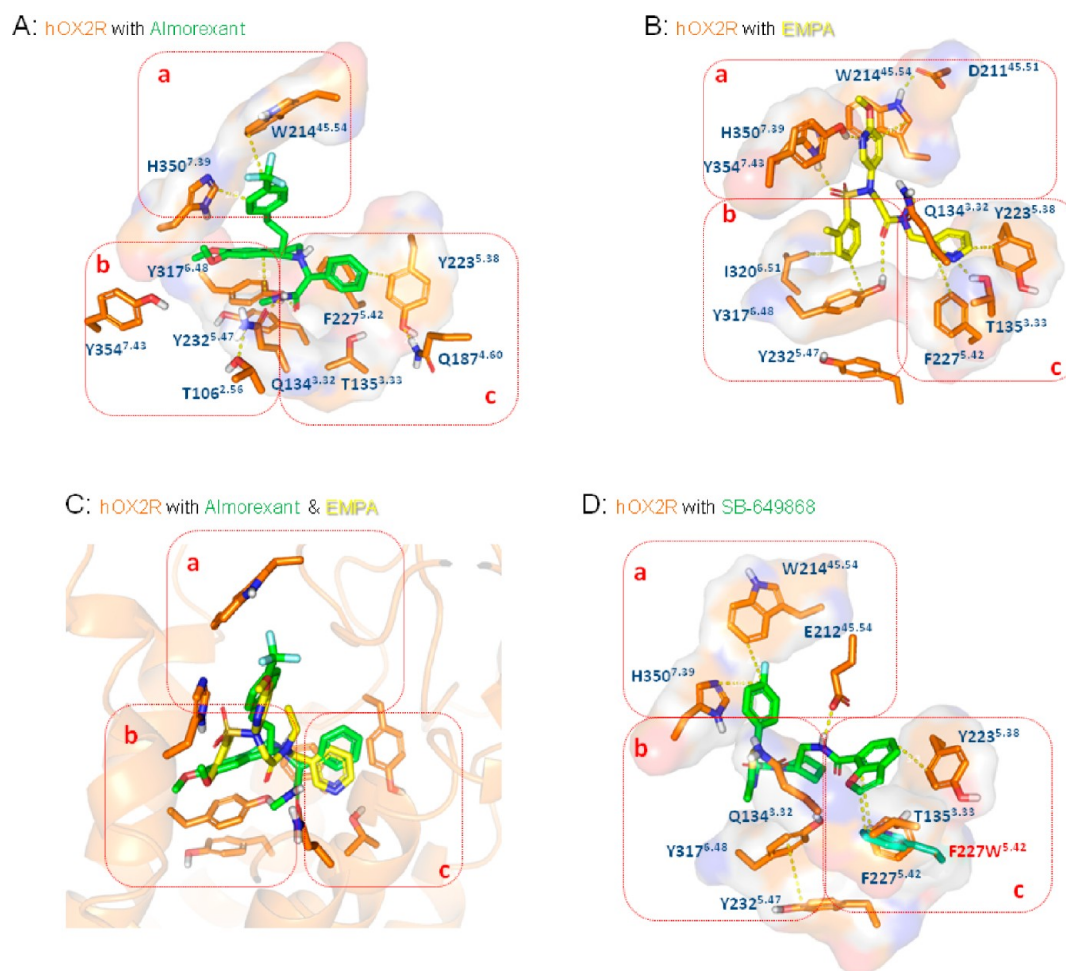 A: hOX2R with Almorexant
a
W214^45.54
H350^7.39
b
Y317^6.48
Y223^5.38
F227^5.42
Y354^7.43
Y232^5.47
Q187^4.60
T106^2.56
Q134^3.32
T135^3.33
c
B: hOX2R with EMPA
a
W214^45.54
D211^45.51
H350^7.39
Y354^7.43
b
Q134^3.32
Y223^5.38
I320^6.51
Y317^6.48
T135^3.33
F227^5.42
Y232^5.47
c
C: hOX2R with Almorexant & EMPA
a
b
c
D: hOX2R with SB-649868
a
W214^45.54
E212^45.54
H350^7.39
b
Y223^5.38
Q134^3.32
T135^3.33
Y317^6.48
F227W^5.42
F227^5.42
Y232^5.47
c